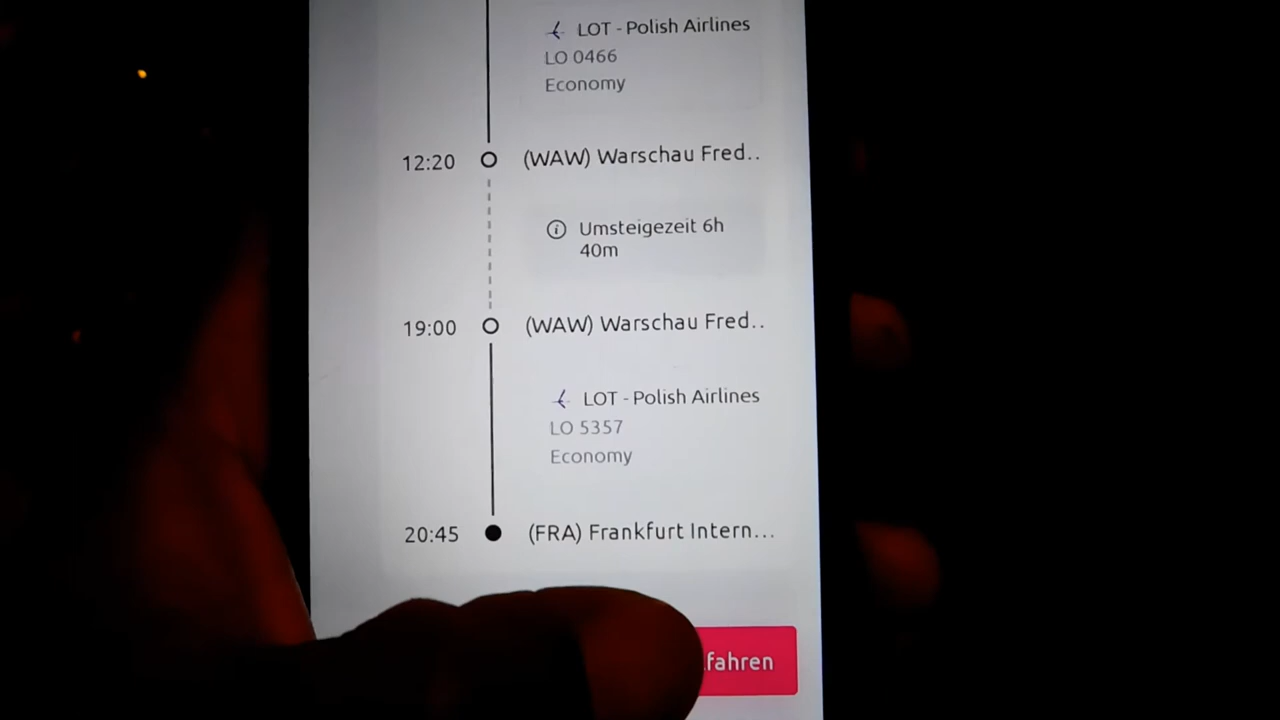 LOT - Polish Airlines
LO 0466
Economy
12:20 (WAW) Warschau Fred..
Umsteigezeit 6h
40m
19:00 (WAW) Warschau Fred..
LOT - Polish Airlines
LO 5357
Economy
20:45 (FRA) Frankfurt Intern...
fahren